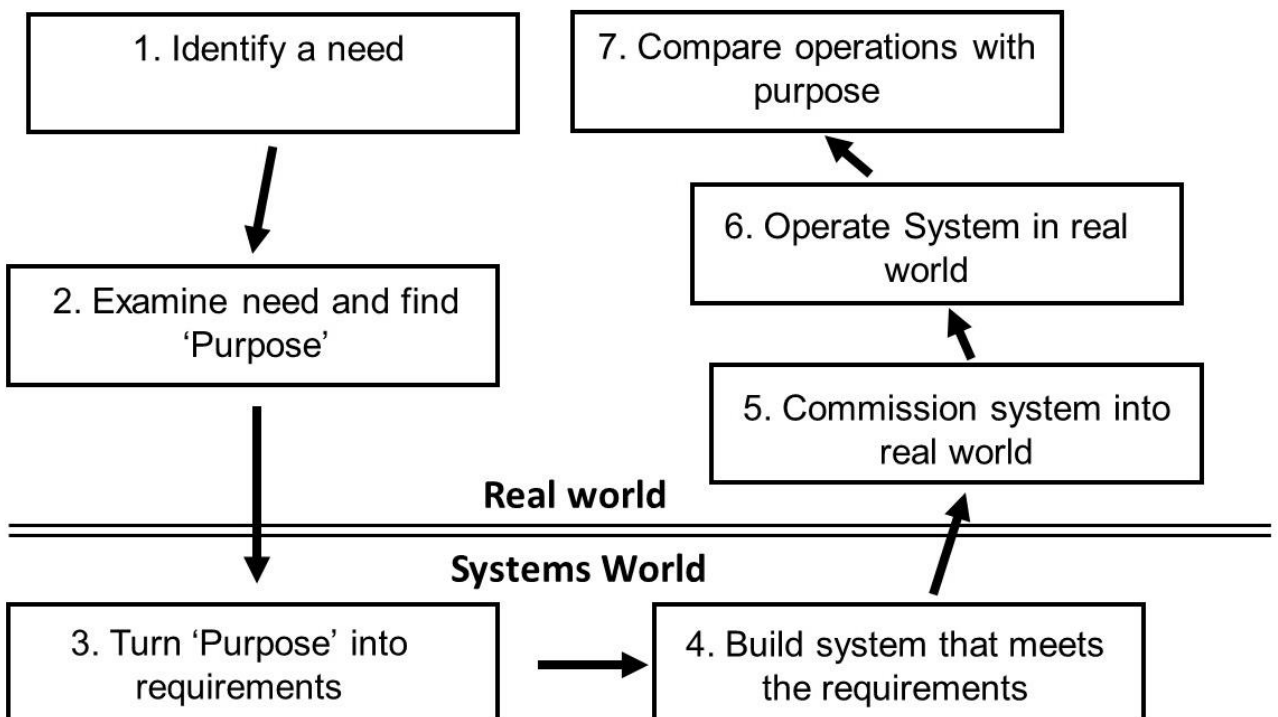 1. Identify a need
2. Examine need and find
‘Purpose’
Real world
Systems World
3. Turn ‘Purpose’ into
requirements
4. Build system that meets
the requirements
5. Commission system into
real world
6. Operate System in real
world
7. Compare operations with
purpose